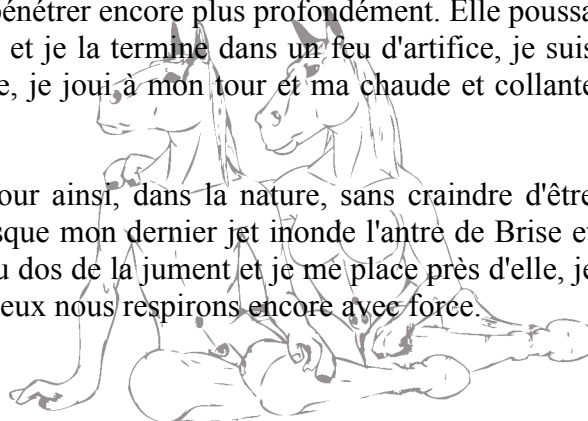 pénétrer encore plus profondément. Elle poussa
et je la termine dans un feu d'artifice, je suis
e, je joui à mon tour et ma chaude et collante
our ainsi, dans la nature, sans craindre d'être
sque mon dernier jet inonde l'antre de Brise et
u dos de la jument et je me place près d'elle, je
eux nous respirons encore avec force.